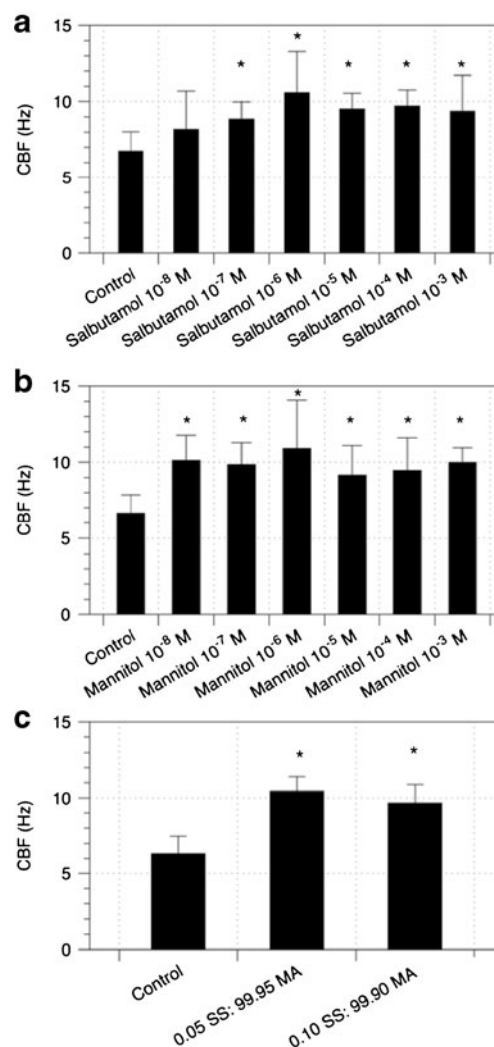 a
15
*
*
*
*
*
10
CBF (Hz)
5
0
Control
Salbutamol 10⁻⁸ M
Salbutamol 10⁻⁷ M
Salbutamol 10⁻⁶ M
Salbutamol 10⁻⁵ M
Salbutamol 10⁻⁴ M
Salbutamol 10⁻³ M
b
15
*
*
*
*
*
*
10
CBF (Hz)
5
0
Control
Mannitol 10⁻⁸ M
Mannitol 10⁻⁷ M
Mannitol 10⁻⁶ M
Mannitol 10⁻⁵ M
Mannitol 10⁻⁴ M
Mannitol 10⁻³ M
c
15
*
*
10
CBF (Hz)
5
0
Control
0.05 SS: 99.95 MA
0.10 SS: 99.90 MA